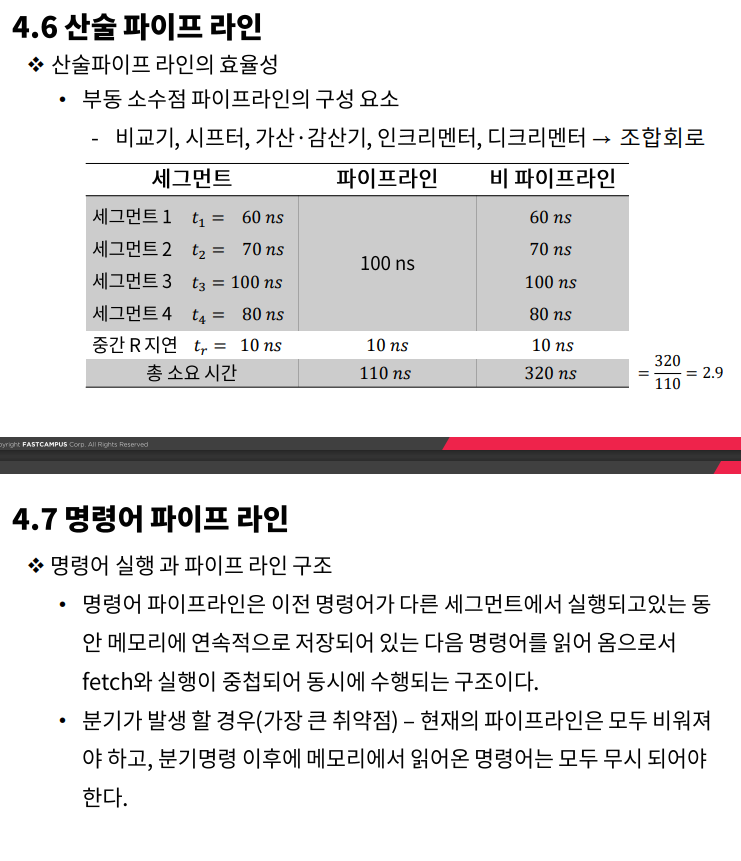 4.6 산술 파이프 라인
❖ 산술파이프 라인의 효율성
• 부동 소수점 파이프라인의 구성 요소
- 비교기, 시프터, 가산·감산기, 인크리멘터, 디크리멘터 → 조합회로
세그먼트 파이프라인 비 파이프라인
세그먼트 1 t₁ = 60 ns 60 ns
세그먼트 2 t₂ = 70 ns 70 ns
100 ns
세그먼트 3 t₃ = 100 ns 100 ns
세그먼트 4 t₄ = 80 ns 80 ns
중간 R 지연 tᵣ = 10 ns 10 ns 10 ns
총 소요 시간 110 ns 320 ns = 320/110 = 2.9
pyright FASTCAMPUS Corp. All Rights Reserved
4.7 명령어 파이프 라인
❖ 명령어 실행 과 파이프 라인 구조
• 명령어 파이프라인은 이전 명령어가 다른 세그먼트에서 실행되고있는 동
안 메모리에 연속적으로 저장되어 있는 다음 명령어를 읽어 옴으로서
fetch와 실행이 중첩되어 동시에 수행되는 구조이다.
• 분기가 발생 할 경우(가장 큰 취약점) – 현재의 파이프라인은 모두 비워져
야 하고, 분기명령 이후에 메모리에서 읽어온 명령어는 모두 무시 되어야
한다.